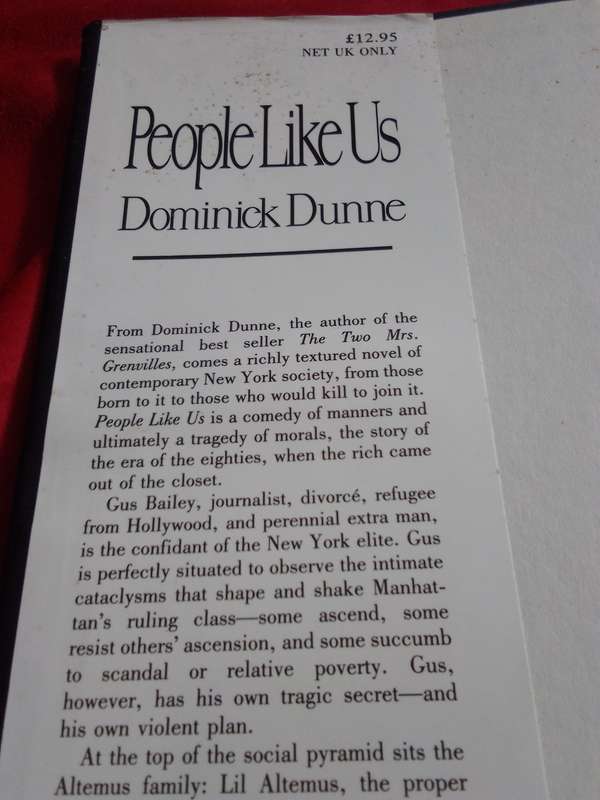 £12.95
NET UK ONLY
People Like Us
Dominick Dunne
From Dominick Dunne, the author of the
sensational best seller The Two Mrs.
Grenvilles, comes a richly textured novel of
contemporary New York society, from those
born to it to those who would kill to join it.
People Like Us is a comedy of manners and
ultimately a tragedy of morals, the story of
the era of the eighties, when the rich came
out of the closet.
Gus Bailey, journalist, divorcé, refugee
from Hollywood, and perennial extra man,
is the confidant of the New York elite. Gus
is perfectly situated to observe the intimate
cataclysms that shape and shake Manhat-
tan's ruling class—some ascend, some
resist others' ascension, and some succumb
to scandal or relative poverty. Gus,
however, has his own tragic secret—and
his own violent plan.
At the top of the social pyramid sits the
Altemus family: Lil Altemus, the proper